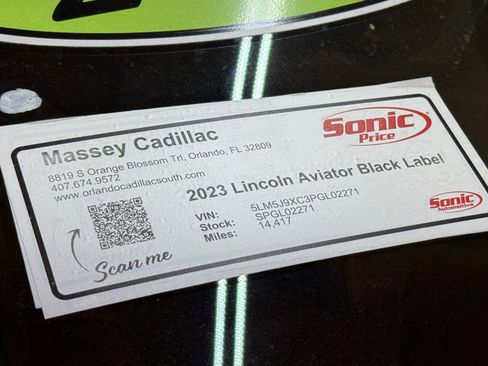 Massey Cadillac
8819 S Orange Blossom Trl, Orlando, FL 32809
407.674.9572
www.orlandocadillacsouth.com
Sonic
Price
2023 Lincoln Aviator Black Label
VIN: 5LM5J9XC3PGL02271
Stock: SPGL02271
Miles: 14,417
Scan me
Sonic
Automotive